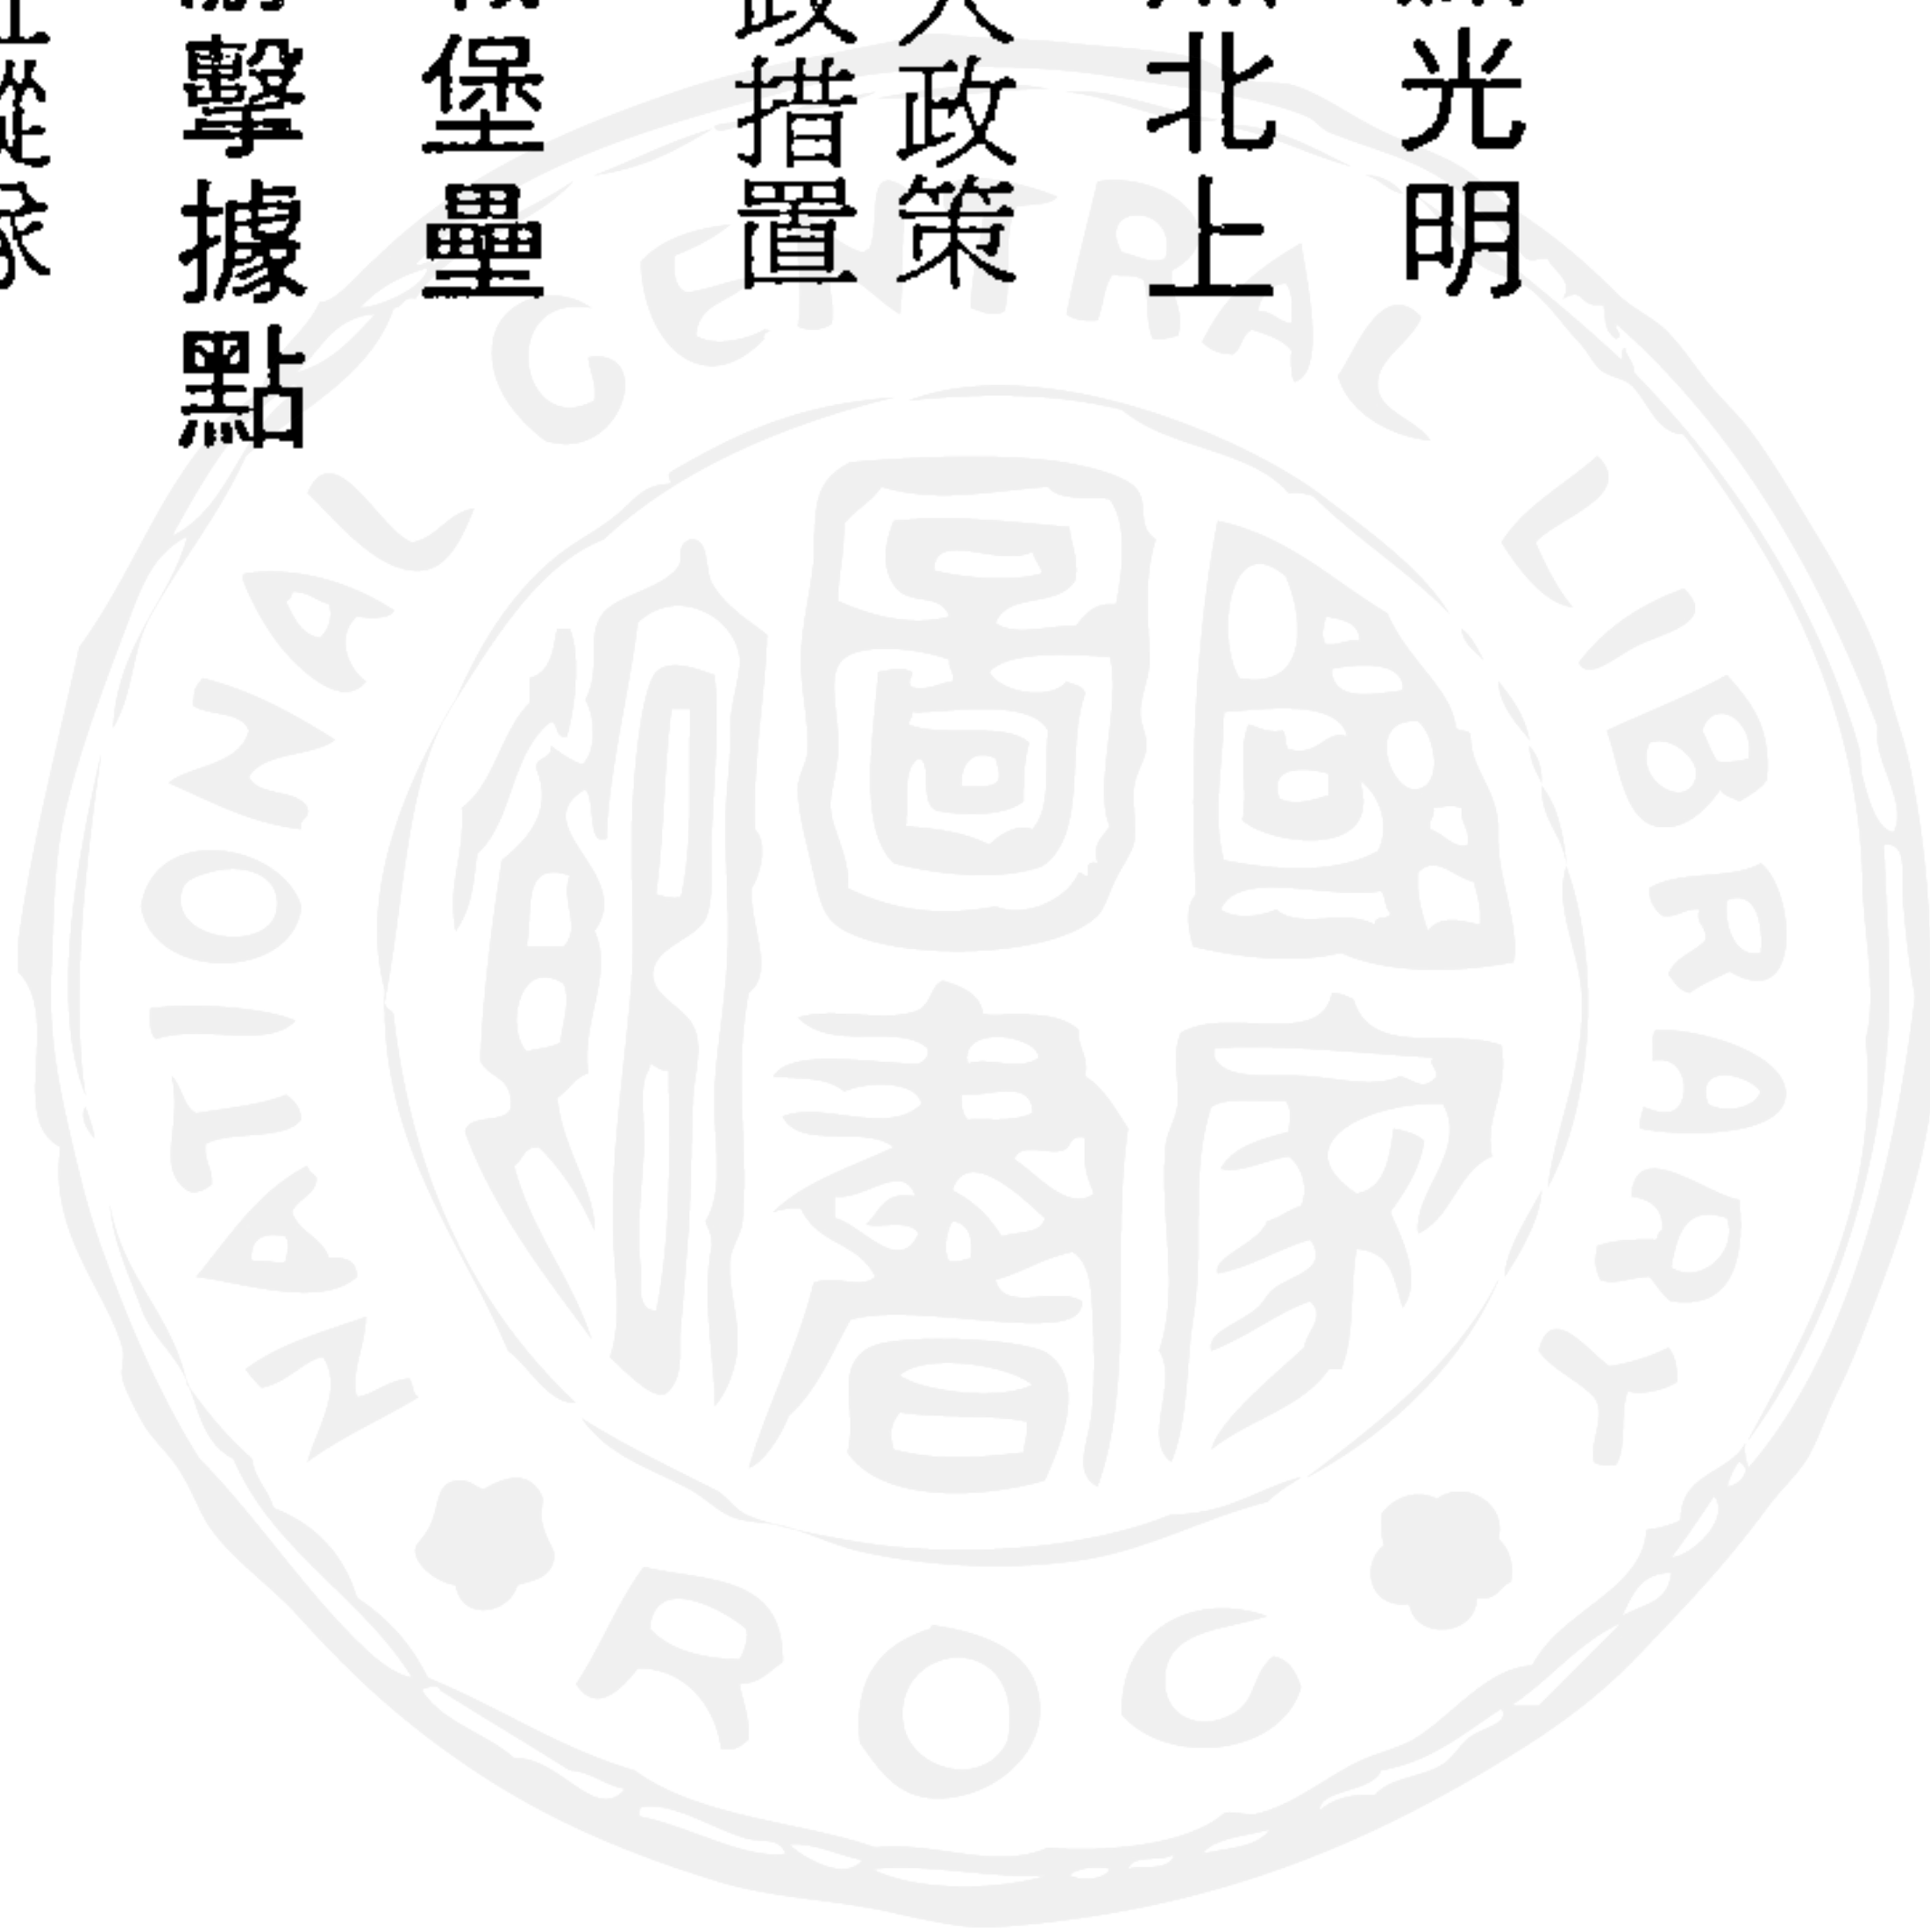 光明
北上
政策
措置
堡壘
擊據點
NATIONAL CENTRAL LIBRARY
ROC
國家圖書館